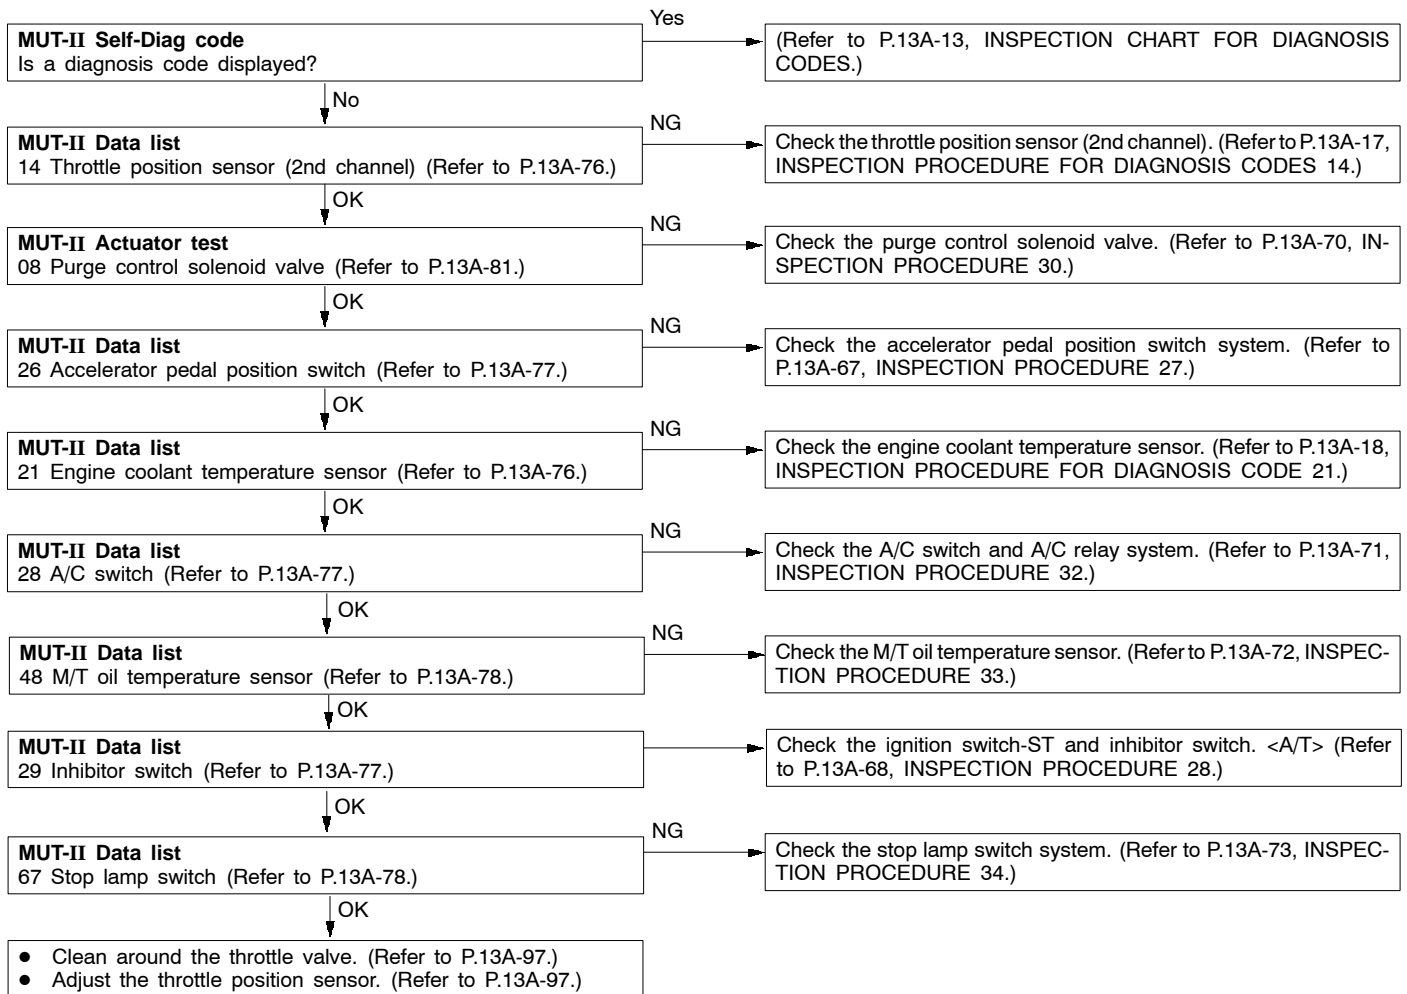 Yes
MUT-II Self-Diag code
Is a diagnosis code displayed?
(Refer to P.13A-13, INSPECTION CHART FOR DIAGNOSIS
CODES.)
No
NG
MUT-II Data list
14 Throttle position sensor (2nd channel) (Refer to P.13A-76.)
Check the throttle position sensor (2nd channel). (Refer to P.13A-17,
INSPECTION PROCEDURE FOR DIAGNOSIS CODES 14.)
OK
NG
MUT-II Actuator test
08 Purge control solenoid valve (Refer to P.13A-81.)
Check the purge control solenoid valve. (Refer to P.13A-70, IN-
SPECTION PROCEDURE 30.)
OK
NG
MUT-II Data list
26 Accelerator pedal position switch (Refer to P.13A-77.)
Check the accelerator pedal position switch system. (Refer to
P.13A-67, INSPECTION PROCEDURE 27.)
OK
NG
MUT-II Data list
21 Engine coolant temperature sensor (Refer to P.13A-76.)
Check the engine coolant temperature sensor. (Refer to P.13A-18,
INSPECTION PROCEDURE FOR DIAGNOSIS CODE 21.)
OK
NG
MUT-II Data list
28 A/C switch (Refer to P.13A-77.)
Check the A/C switch and A/C relay system. (Refer to P.13A-71,
INSPECTION PROCEDURE 32.)
OK
NG
MUT-II Data list
48 M/T oil temperature sensor (Refer to P.13A-78.)
Check the M/T oil temperature sensor. (Refer to P.13A-72, INSPEC-
TION PROCEDURE 33.)
OK
MUT-II Data list
29 Inhibitor switch (Refer to P.13A-77.)
Check the ignition switch-ST and inhibitor switch. <A/T> (Refer
to P.13A-68, INSPECTION PROCEDURE 28.)
OK
NG
MUT-II Data list
67 Stop lamp switch (Refer to P.13A-78.)
Check the stop lamp switch system. (Refer to P.13A-73, INSPEC-
TION PROCEDURE 34.)
OK
● Clean around the throttle valve. (Refer to P.13A-97.)
● Adjust the throttle position sensor. (Refer to P.13A-97.)